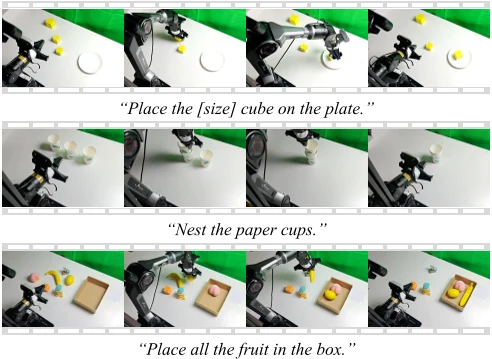 “Place the [size] cube on the plate.”
“Nest the paper cups.”
“Place all the fruit in the box.”